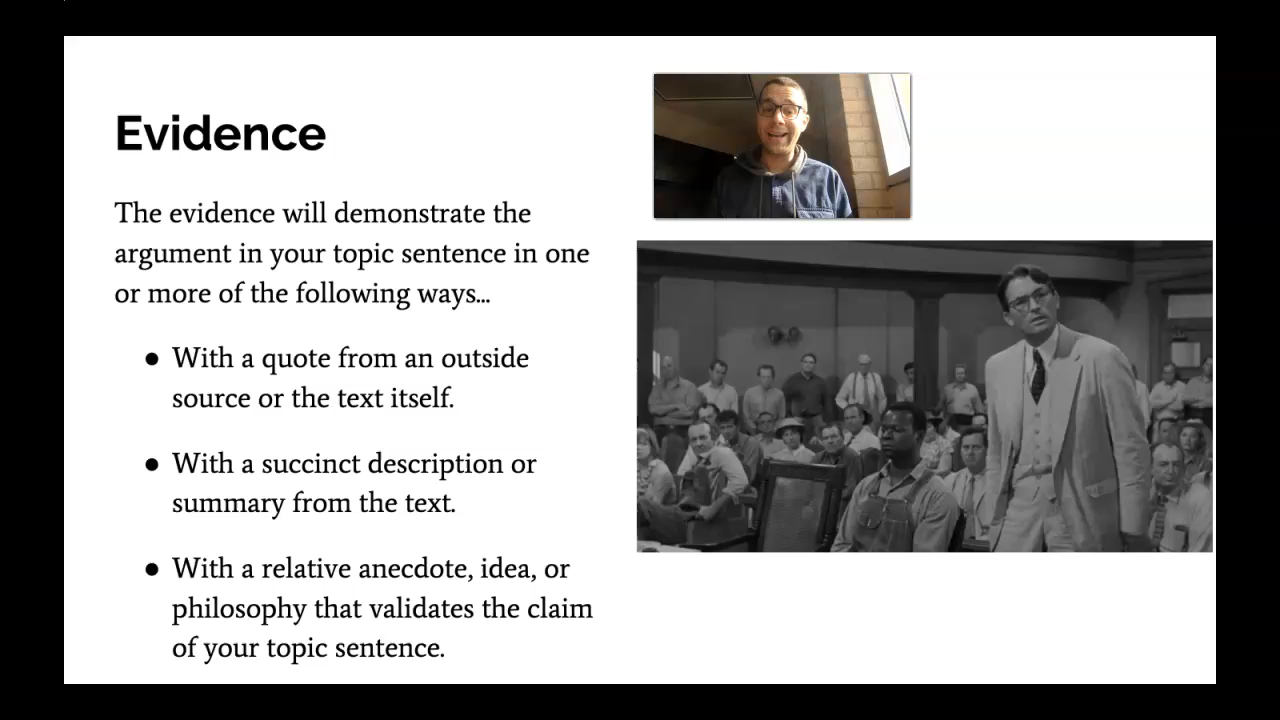 Evidence
The evidence will demonstrate the
argument in your topic sentence in one
or more of the following ways...
● With a quote from an outside
source or the text itself.
● With a succinct description or
summary from the text.
● With a relative anecdote, idea, or
philosophy that validates the claim
of your topic sentence.